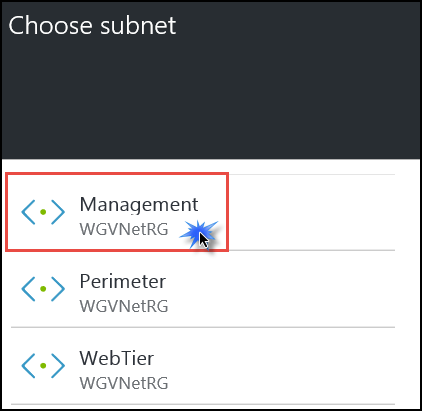 Choose subnet
Management
WGVNetRG
Perimeter
WGVNetRG
WebTier
WGVNetRG